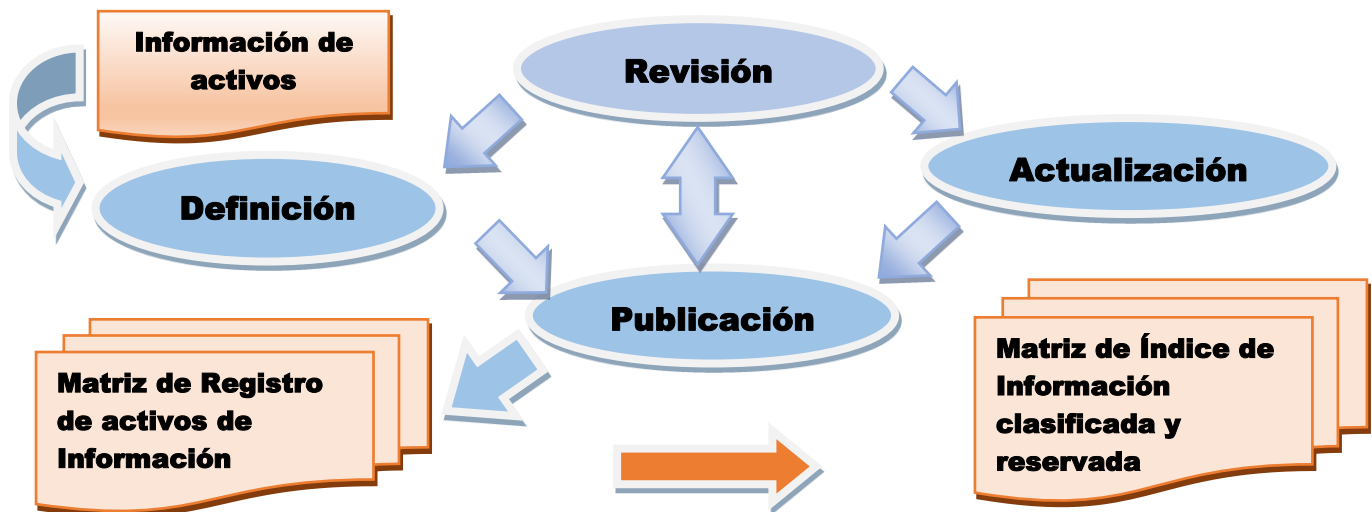 Información de
activos
Revisión
Actualización
Definición
Publicación
Matriz de Registro
de activos de
Información
Matriz de Índice de
Información
clasificada y
reservada